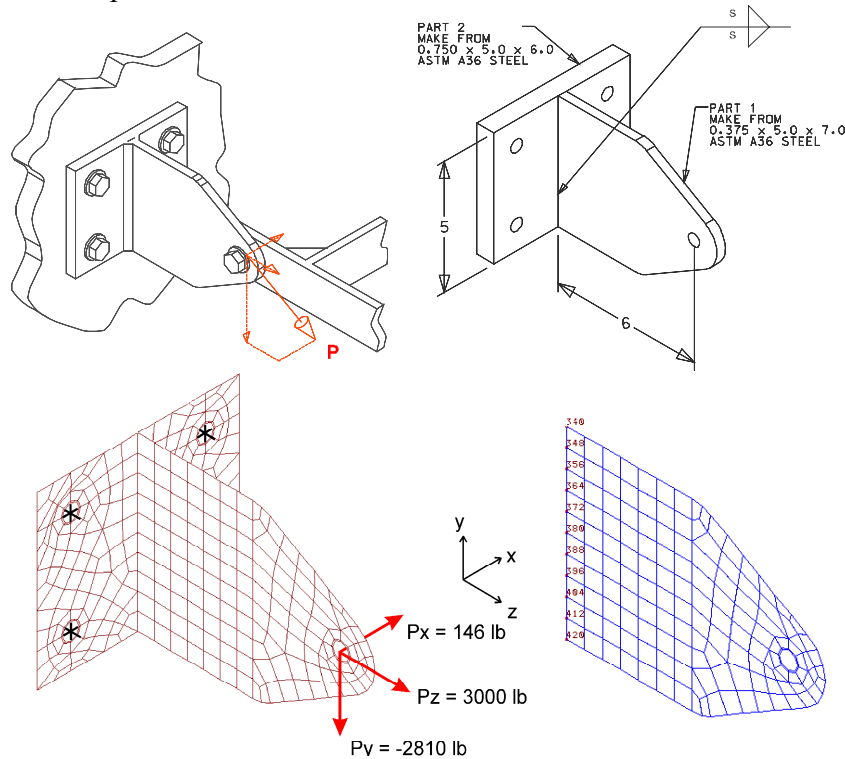 S
S
PART 2
MAKE FROM
0.750 x 5.0 x 6.0
ASTM A36 STEEL
PART 1
MAKE FROM
0.375 x 5.0 x 7.0
ASTM A36 STEEL
5
6
P
y
x
z
Px = 146 lb
Pz = 3000 lb
Py = -2810 lb
340
348
356
364
372
380
388
396
404
412
420